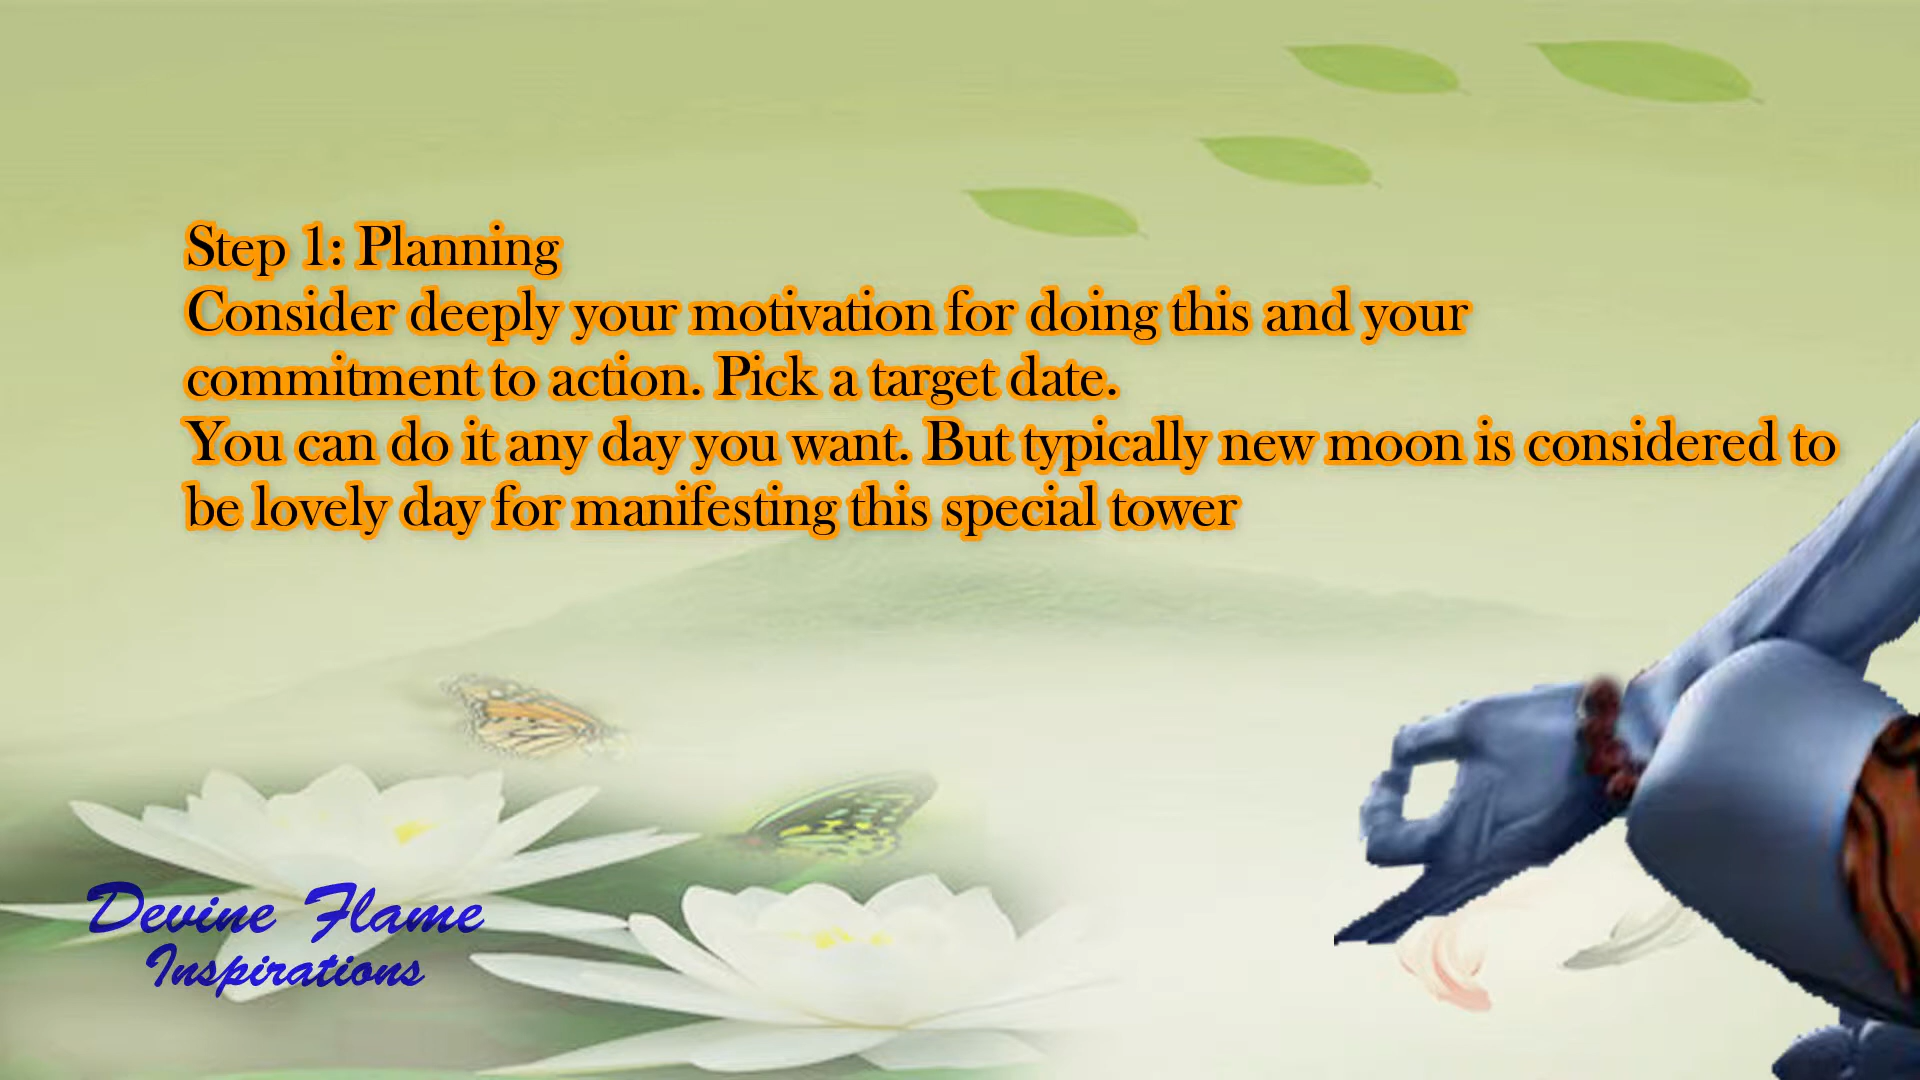 Step 1: Planning
Consider deeply your motivation for doing this and your
commitment to action. Pick a target date.
You can do it any day you want. But typically new moon is considered to
be lovely day for manifesting this special tower
Devine Flame
Inspirations